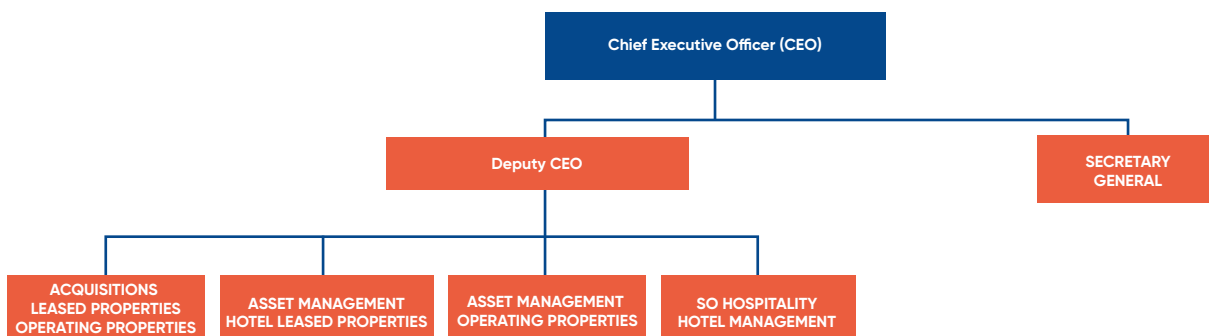 Chief Executive Officer (CEO)
Deputy CEO
SECRETARY
GENERAL
ACQUISITIONS
LEASED PROPERTIES
OPERATING PROPERTIES
ASSET MANAGEMENT
HOTEL LEASED PROPERTIES
ASSET MANAGEMENT
OPERATING PROPERTIES
SO HOSPITALITY
HOTEL MANAGEMENT